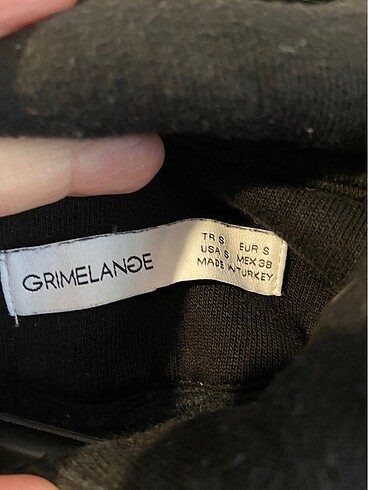 GRIMELANGE
TR S EUR S
USA S MEX 38
MADE IN TURKEY